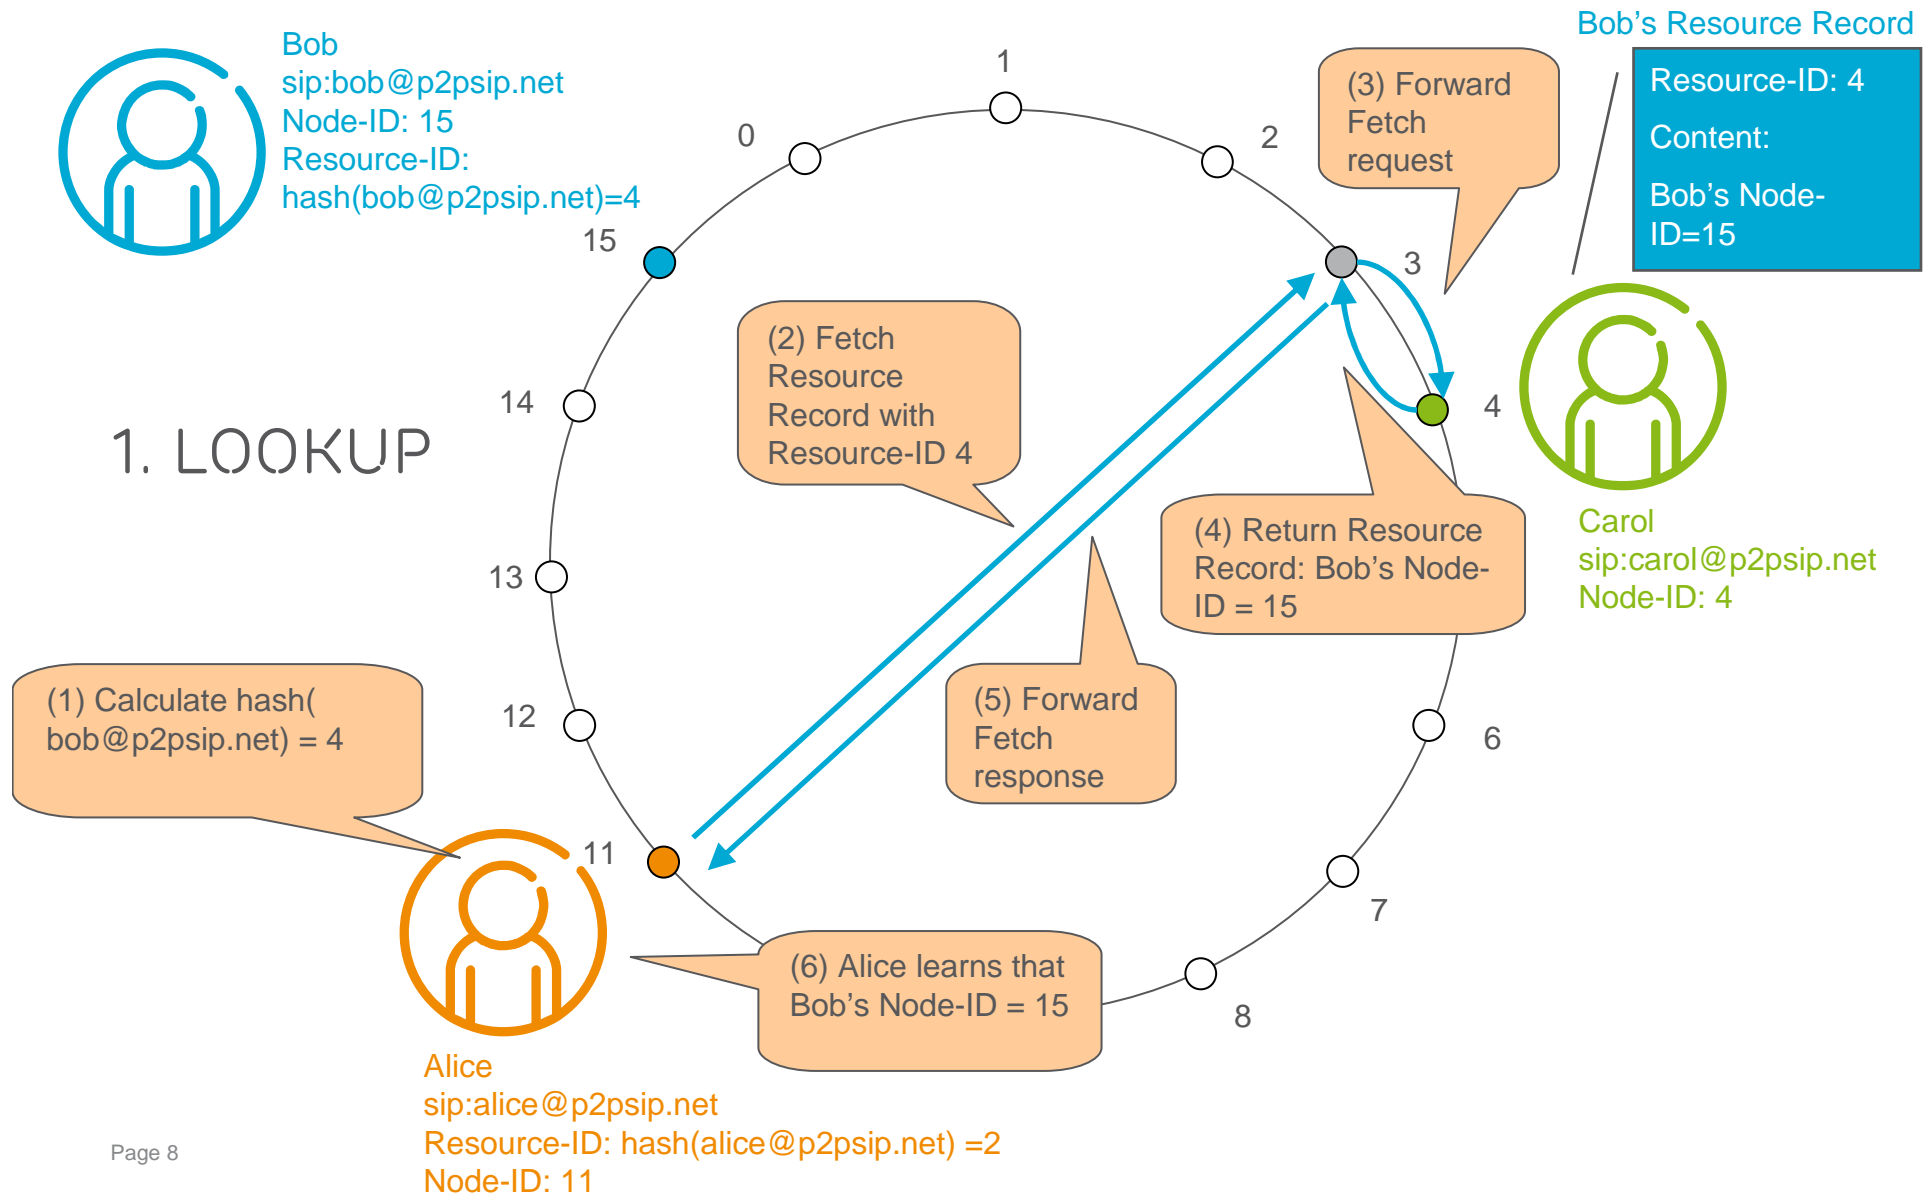 Bob's Resource Record
Bob
sip:bob@p2psip.net
Node-ID: 15
Resource-ID:
hash(bob@p2psip.net)=4
Resource-ID: 4
Content:
Bob's Node-
ID=15
(3) Forward
Fetch
request
1
0
2
15
3
(2) Fetch
Resource
Record with
Resource-ID 4
14
4
1. LOOKUP
(4) Return Resource
Record: Bob's Node-
ID = 15
Carol
sip:carol@p2psip.net
Node-ID: 4
13
(1) Calculate hash(
bob@p2psip.net) = 4
12
(5) Forward
Fetch
response
6
11
7
(6) Alice learns that
Bob's Node-ID = 15
8
Alice
sip:alice@p2psip.net
Resource-ID: hash(alice@p2psip.net) =2
Node-ID: 11
Page 8